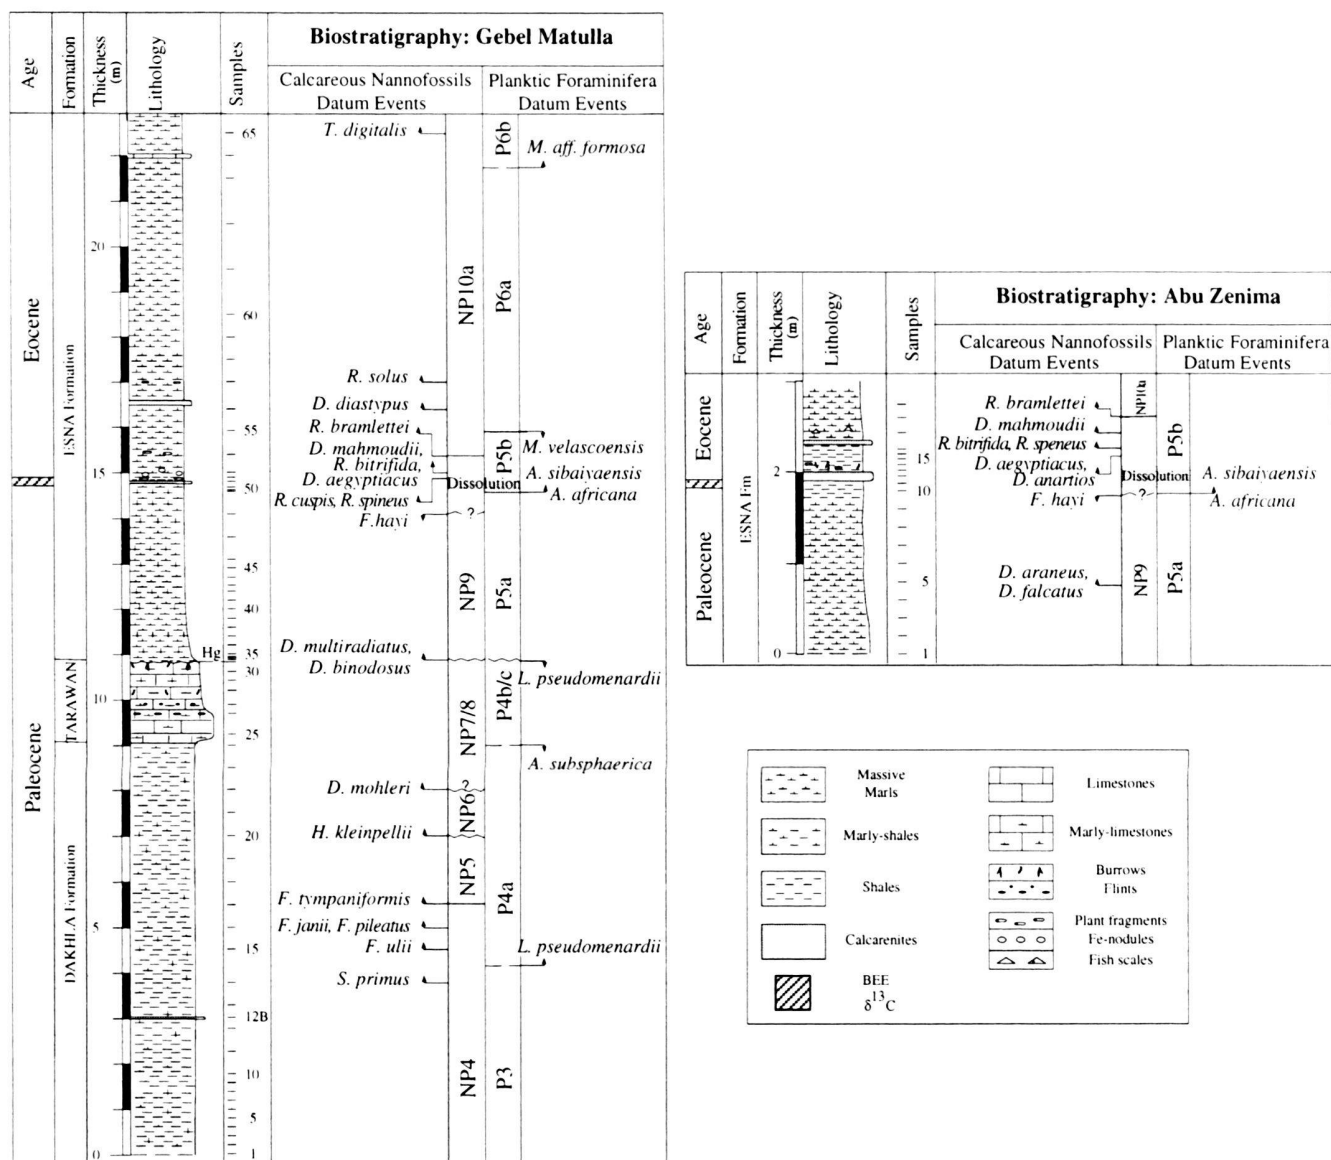 Biostratigraphy: Gebel Matulla
Age
Formation
Thickness
(m)
Lithology
Samples
Calcareous Nannofossils
Datum Events
Planktic Foraminifera
Datum Events
Eocene
Paleocene
ESNA Formation
TARAWAN
DAKHLA Formation
20
15
10
5
0
Hg
65
60
55
50
45
40
35
30
25
20
15
12B
10
5
1
T. digitalis
R. solus
D. diastypus
R. bramlettei
D. mahmoudii,
R. bitrifida,
D. aegyptiacus
R. cuspis, R. spineus
F.hayi
D. multiradiatus,
D. binodosus
D. mohleri
H. kleinpellii
F. tympaniformis
F. janii, F. pileatus
F. ulii
S. primus
NP10a
Dissolution
?
NP9
NP7/8
?
NP6
NP5
NP4
P6b
P6a
P5b
P5a
P4b/c
P4a
P3
M. aff. formosa
M. velascoensis
A. sibaiyaensis
A. africana
L. pseudomenardii
A. subsphaerica
L. pseudomenardii
Biostratigraphy: Abu Zenima
Age
Formation
Thickness
(m)
Lithology
Samples
Calcareous Nannofossils
Datum Events
Planktic Foraminifera
Datum Events
Eocene
Paleocene
ESNA Fm
2
0
15
10
5
1
R. bramlettei
D. mahmoudii
R. bitrifida, R. speneus
D. aegyptiacus,
D. anartios
F. hayi
D. araneus,
D. falcatus
NP10a
Dissolution
?
NP9
P5b
P5a
A. sibaiyaensis
A. africana
Massive
Marls
Marly-shales
Shales
Calcarenites
BEE
δ13C
Limestones
Marly-limestones
Burrows
Flints
Plant fragments
Fe-nodules
Fish scales